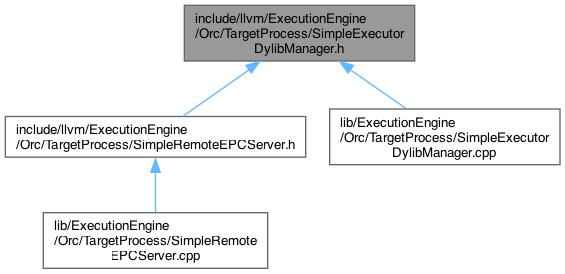 include/llvm/ExecutionEngine
/Orc/TargetProcess/SimpleExecutor
DylibManager.h
include/llvm/ExecutionEngine
/Orc/TargetProcess/SimpleRemoteEPCServer.h
lib/ExecutionEngine
/Orc/TargetProcess/SimpleExecutor
DylibManager.cpp
lib/ExecutionEngine
/Orc/TargetProcess/SimpleRemote
EPCServer.cpp